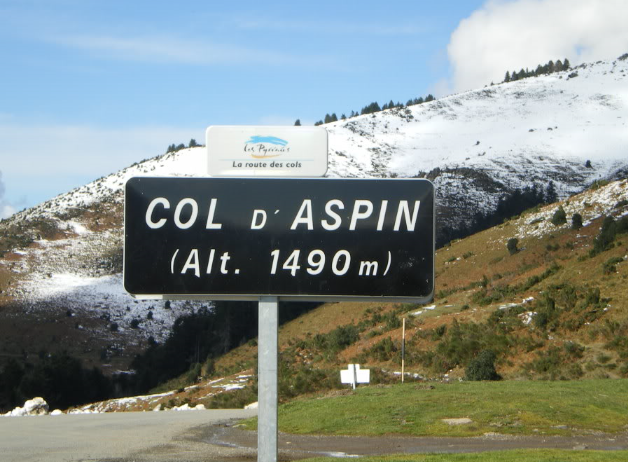 Les Pyrénées
La route des cols
COL D'ASPIN
(Alt. 1490 m)